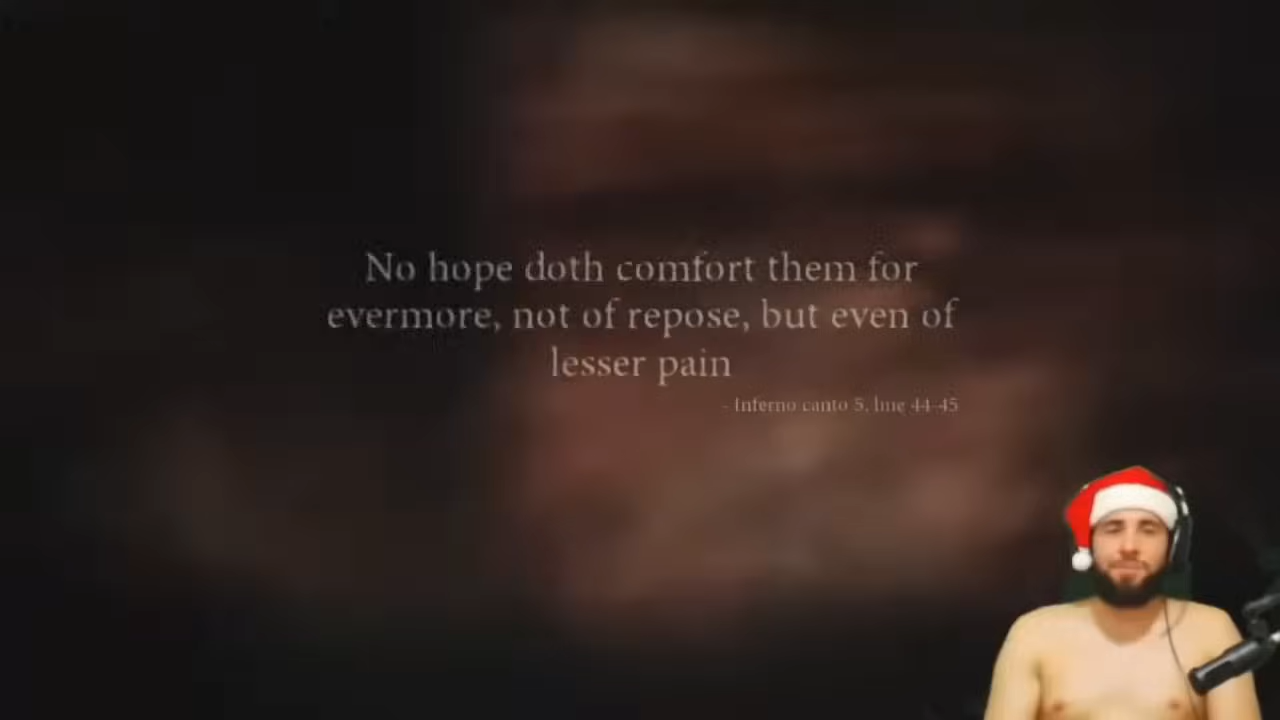 No hope doth comfort them for
evermore, not of repose, but even of
lesser pain
- Inferno canto 5, line 44-45